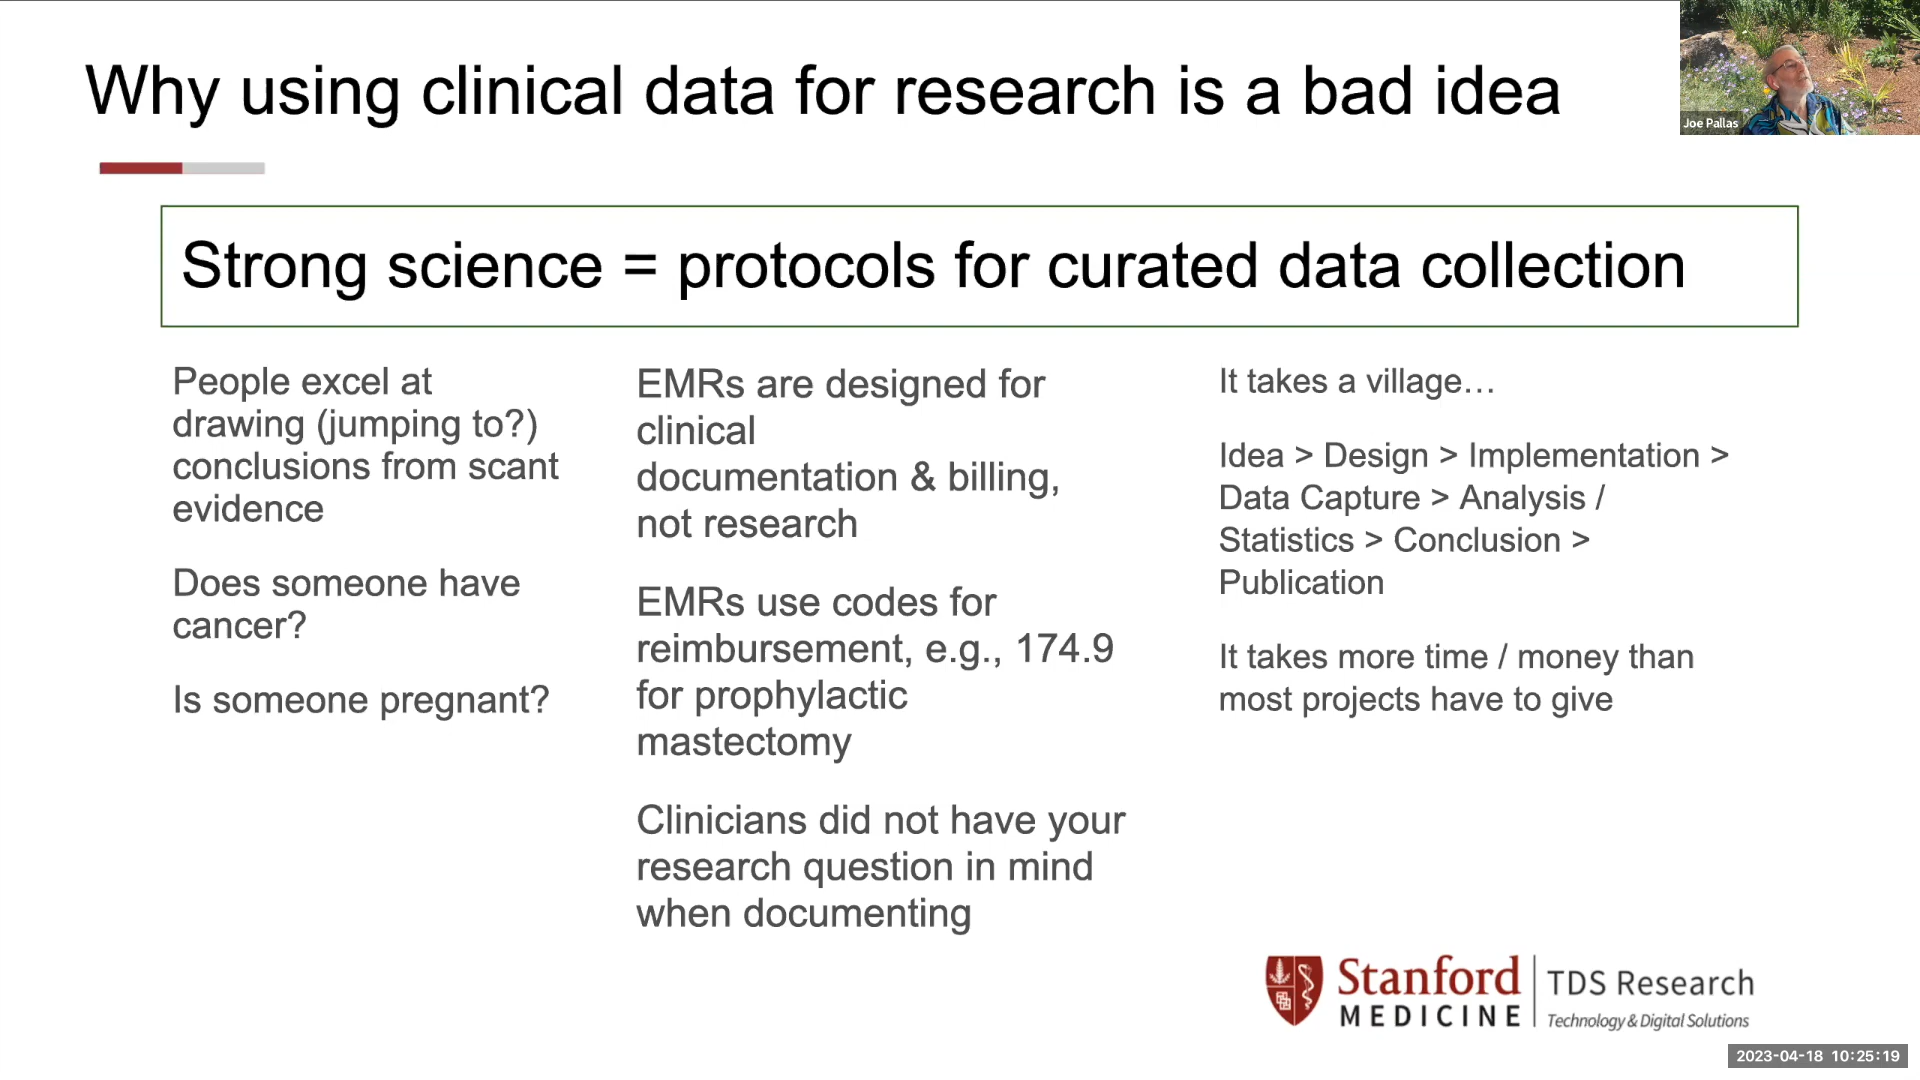 Why using clinical data for research is a bad idea
Joe Pallas
Strong science = protocols for curated data collection
People excel at
drawing (jumping to?)
conclusions from scant
evidence
Does someone have
cancer?
Is someone pregnant?
EMRs are designed for
clinical
documentation & billing,
not research
EMRs use codes for
reimbursement, e.g., 174.9
for prophylactic
mastectomy
Clinicians did not have your
research question in mind
when documenting
It takes a village…
Idea > Design > Implementation >
Data Capture > Analysis /
Statistics > Conclusion >
Publication
It takes more time / money than
most projects have to give
Stanford
MEDICINE
TDS Research
Technology & Digital Solutions
2023-04-18 10:25:19